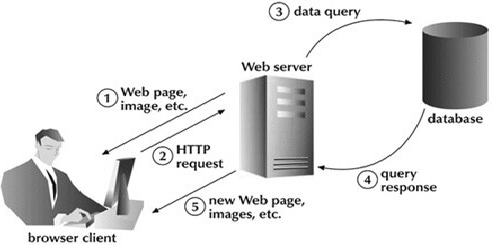 3 data query
Web server
1 Web page,
image, etc.
database
2 HTTP
request
4 query
response
5 new Web page,
images, etc.
browser client